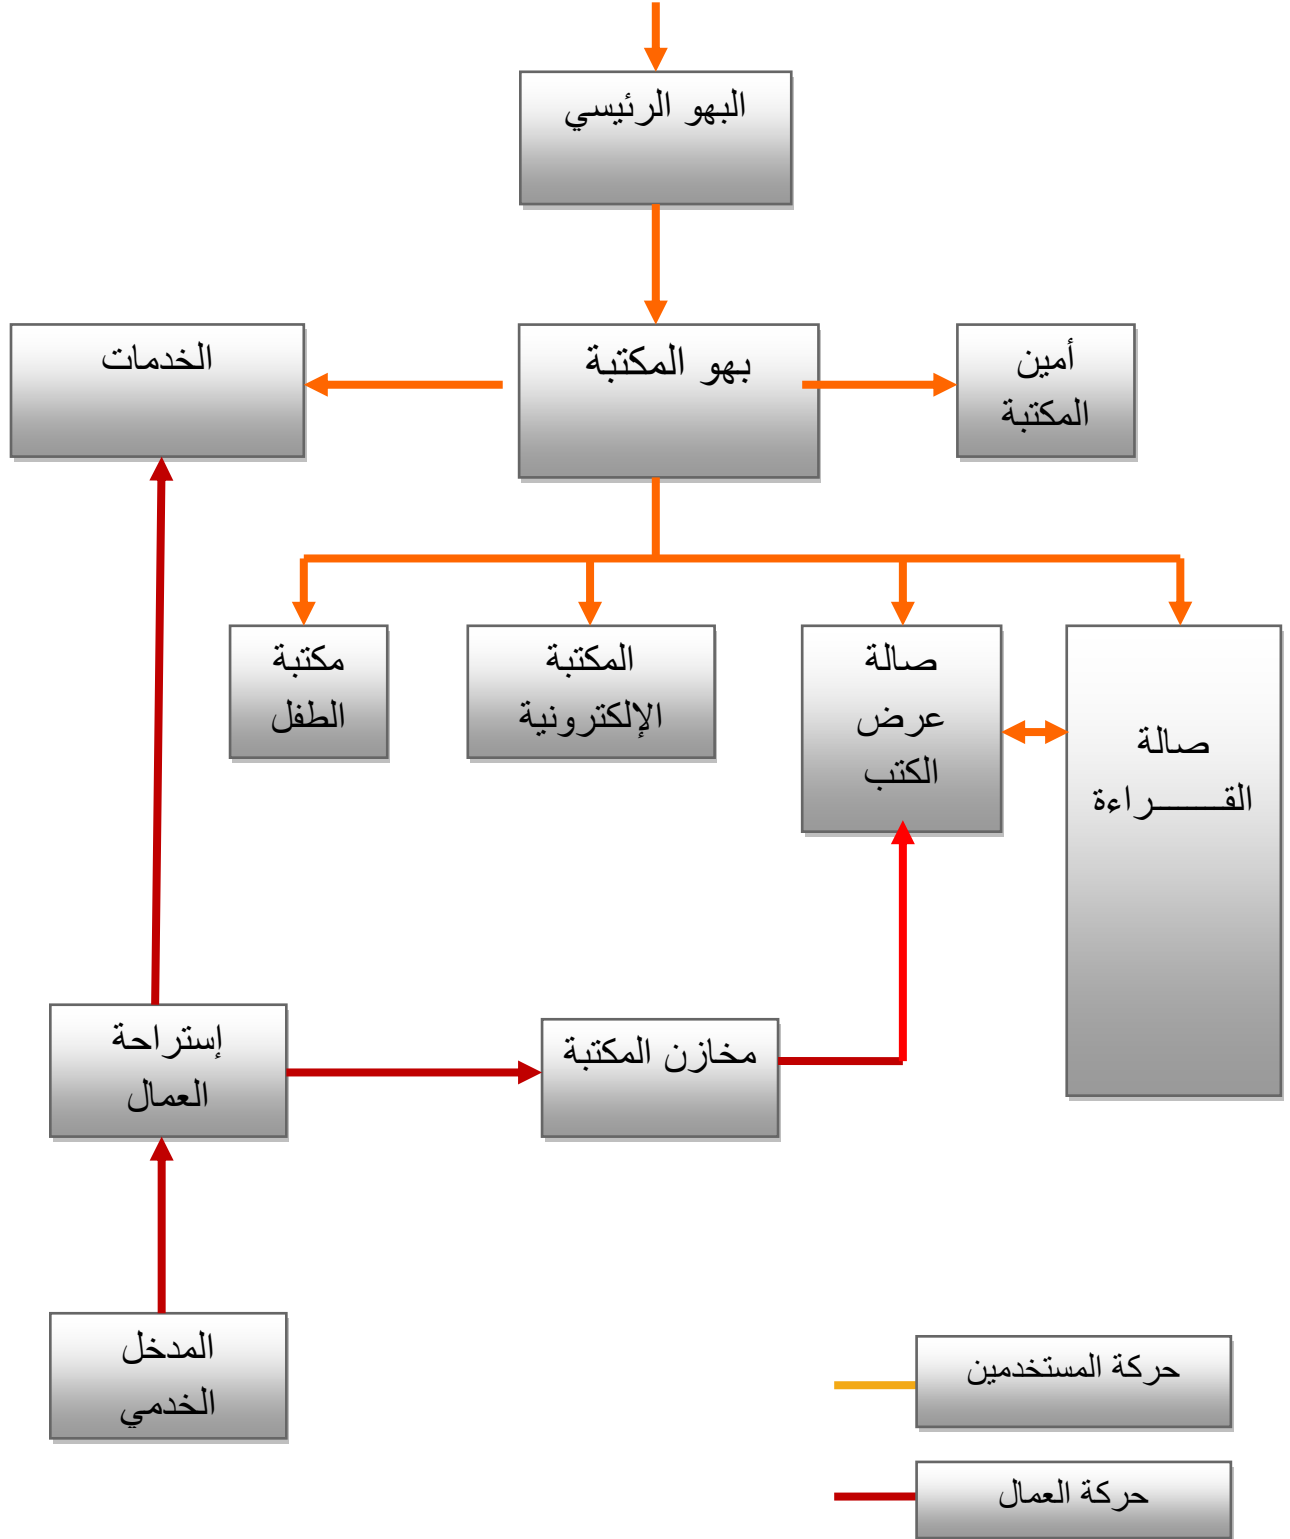 البهو الرئيسي
الخدمات
بهو المكتبة
أمين
المكتبة
مكتبة
الطفل
المكتبة
الإلكترونية
صالة
عرض
الكتب
صالة
القـــــــراءة
إستراحة
العمال
مخازن المكتبة
المدخل
الخدمي
حركة المستخدمين
حركة العمال